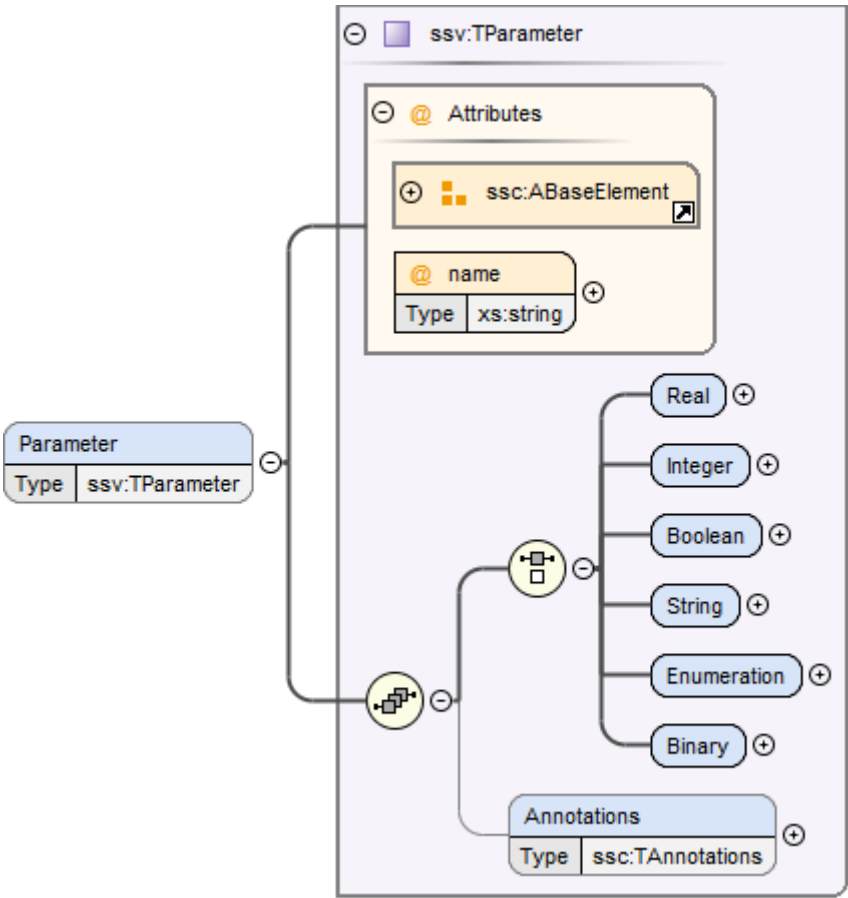 ssv:TParameter
@ Attributes
ssc:ABaseElement
@ name
Type xs:string
Parameter
Type ssv:TParameter
Real
Integer
Boolean
String
Enumeration
Binary
Annotations
Type ssc:TAnnotations